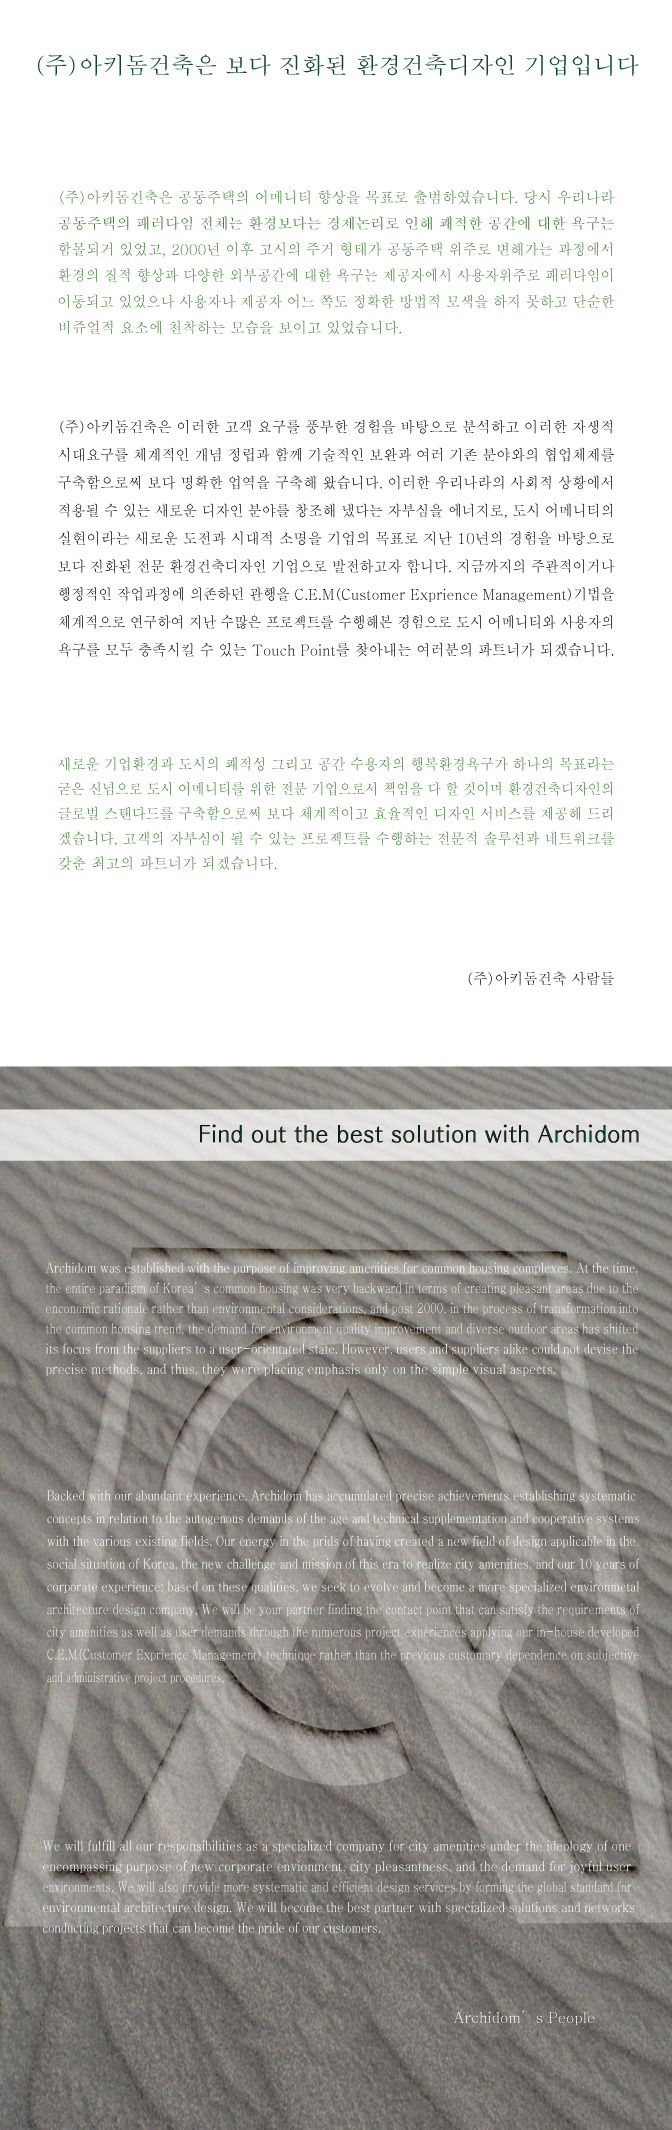 (주)아키돔건축은 보다 진화된 환경건축디자인 기업입니다
(주)아키돔건축은 공동주택의 어메니티 향상을 목표로 출범하였습니다. 당시 우리나라
공동주택의 패러다임 전체는 환경보다는 경제논리로 인해 쾌적한 공간에 대한 욕구는
함몰되거 있었고, 2000년 이후 고시의 주거 형태가 공동주택 위주로 변해가는 과정에서
환경의 질적 향상과 다양한 외부공간에 대한 욕구는 제공자에서 사용자위주로 패러다임이
이동되고 있었으나 사용자나 제공자 어느 쪽도 정확한 방법적 모색을 하지 못하고 단순한
비쥬얼적 요소에 천착하는 모습을 보이고 있었습니다.
(주)아키돔건축은 이러한 고객 요구를 풍부한 경험을 바탕으로 분석하고 이러한 자생적
시대요구를 체계적인 개념 정립과 함께 기술적인 보완과 여러 기존 분야와의 협업체제를
구축함으로써 보다 명확한 업역을 구축해 왔습니다. 이러한 우리나라의 사회적 상황에서
적용될 수 있는 새로운 디자인 분야를 창조해 냈다는 자부심을 에너지로, 도시 어메니티의
실현이라는 새로운 도전과 시대적 소명을 기업의 목표로 지난 10년의 경험을 바탕으로
보다 진화된 전문 환경건축디자인 기업으로 발전하고자 합니다. 지금까지의 주관적이거나
행정적인 작업과정에 의존하던 관행을 C.E.M(Customer Exprience Management)기법을
체계적으로 연구하여 지난 수많은 프로젝트를 수행해본 경험으로 도시 어메니티와 사용자의
욕구를 모두 충족시킬 수 있는 Touch Point를 찾아내는 여러분의 파트너가 되겠습니다.
새로운 기업환경과 도시의 쾌적성 그리고 공간 수용자의 행복환경욕구가 하나의 목표라는
굳은 신념으로 도시 어메니티를 위한 전문 기업으로서 책임을 다 할 것이며 환경건축디자인의
글로벌 스탠다드를 구축함으로써 보다 체계적이고 효율적인 디자인 서비스를 제공해 드리
겠습니다. 고객의 자부심이 될 수 있는 프로젝트를 수행하는 전문적 솔루션과 네트워크를
갖춘 최고의 파트너가 되겠습니다.
(주)아키돔건축 사람들
Find out the best solution with Archidom
Archidom was established with the purpose of improving amenities for common housing complexes. At the time,
the entire paradigm of Korea's common housing was very backward in terms of creating pleasant areas due to the
enconomic rationale rather than environmental considerations, and post 2000, in the process of transformation into
the common housing trend, the demand for environment quality improvement and diverse outdoor areas has shifted
its focus from the suppliers to a user-orientated state. However, users and suppliers alike could not devise the
precise methods, and thus, they were placing emphasis only on the simple visual aspects.
Backed with our abundant experience, Archidom has accumulated precise achievements establishing systematic
concepts in relation to the autogenous demands of the age and technical supplementation and cooperative systems
with the various existing fields. Our energy in the prids of having created a new field of design applicable in the
social situation of Korea, the new challenge and mission of this era to realize city amenities, and our 10 years of
corporate experience: based on these qualities, we seek to evolve and become a more specialized environmetal
architecture design company. We will be your partner finding the contact point that can satisfy the requirements of
city amenities as well as user demands through the numerous project experiences applying our in-house developed
C.E.M(Customer Exprience Management) technique rather than the previous customary dependence on subjective
and administrative project procedures.
We will fulfill all our responsibilities as a specialized company for city amenities under the ideology of one
encompassing purpose of new corporate envionment, city pleasantness, and the demand for joyful user
environments. We will also provide more systematic and efficient design services by forming the global standard for
environmental architecture design. We will become the best partner with specialized solutions and networks
conducting projects that can become the pride of our customers.
Archidom's People